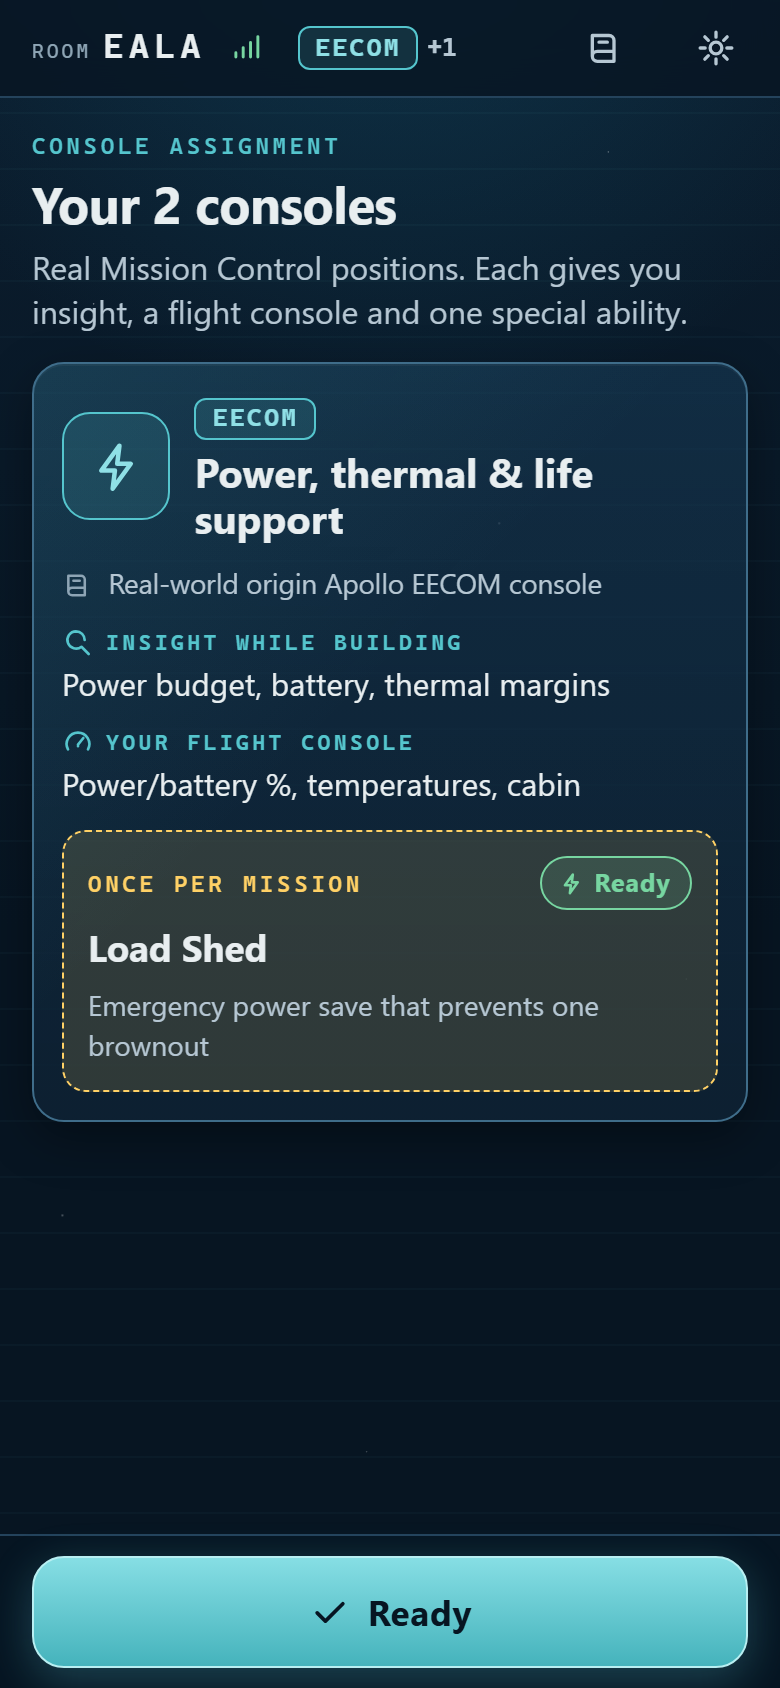 ROOM EALA EECOM +1
CONSOLE ASSIGNMENT
Your 2 consoles
Real Mission Control positions. Each gives you
insight, a flight console and one special ability.
EECOM
Power, thermal & life
support
Real-world origin Apollo EECOM console
INSIGHT WHILE BUILDING
Power budget, battery, thermal margins
YOUR FLIGHT CONSOLE
Power/battery %, temperatures, cabin
ONCE PER MISSION Ready
Load Shed
Emergency power save that prevents one
brownout
Ready